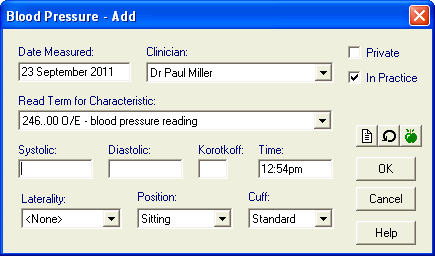 Blood Pressure - Add
Date Measured: Clinician: Private
23 September 2011 Dr Paul Miller In Practice
Read Term for Characteristic:
246..00 O/E - blood pressure reading
Systolic: Diastolic: Korotkoff: Time:
12:54pm OK
Laterality: Position: Cuff: Cancel
<None> Sitting Standard
Help